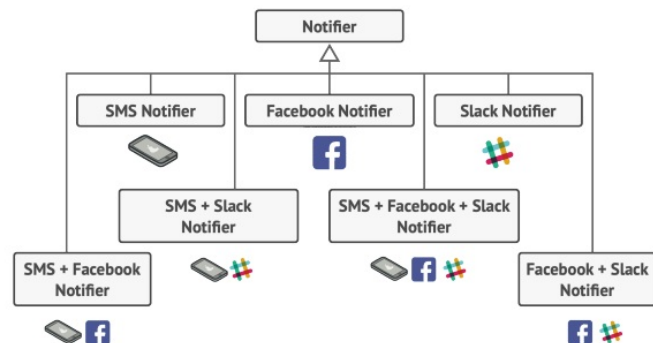 Notifier
SMS Notifier
Facebook Notifier
Slack Notifier
SMS + Slack
Notifier
SMS + Facebook + Slack
Notifier
SMS + Facebook
Notifier
Facebook + Slack
Notifier